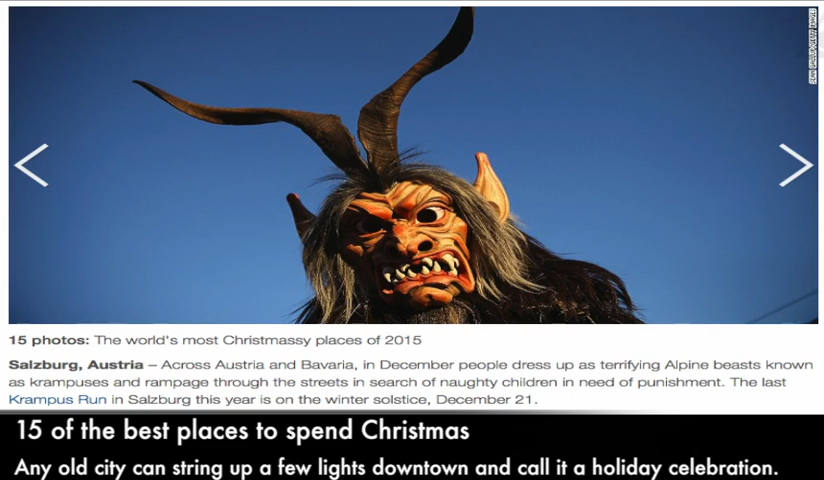 SEAN GALLUP/GETTY IMAGES
15 photos: The world's most Christmassy places of 2015
Salzburg, Austria – Across Austria and Bavaria, in December people dress up as terrifying Alpine beasts known
as krampuses and rampage through the streets in search of naughty children in need of punishment. The last
Krampus Run in Salzburg this year is on the winter solstice, December 21.
15 of the best places to spend Christmas
Any old city can string up a few lights downtown and call it a holiday celebration.